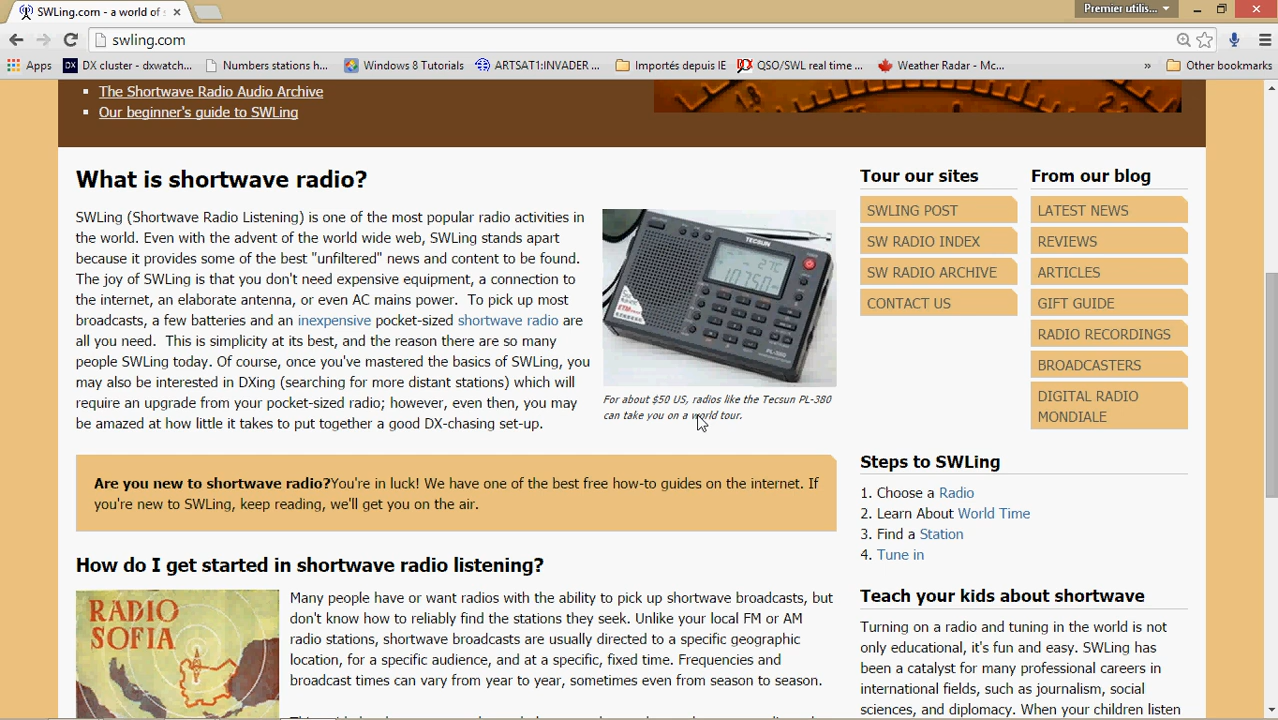 SWLing.com - a world of s
Premier utilis...
swling.com
Apps
DX cluster - dxwatch...
Numbers stations h...
Windows 8 Tutorials
ARTSAT1:INVADER ...
Importés depuis IE
QSO/SWL real time ...
Weather Radar - Mc...
»
Other bookmarks
The Shortwave Radio Audio Archive
Our beginner's guide to SWLing
What is shortwave radio?
SWLing (Shortwave Radio Listening) is one of the most popular radio activities in
the world. Even with the advent of the world wide web, SWLing stands apart
because it provides some of the best "unfiltered" news and content to be found.
The joy of SWLing is that you don't need expensive equipment, a connection to
the internet, an elaborate antenna, or even AC mains power.  To pick up most
broadcasts, a few batteries and an inexpensive pocket-sized shortwave radio are
all you need.  This is simplicity at its best, and the reason there are so many
people SWLing today. Of course, once you've mastered the basics of SWLing, you
may also be interested in DXing (searching for more distant stations) which will
require an upgrade from your pocket-sized radio; however, even then, you may
be amazed at how little it takes to put together a good DX-chasing set-up.
TECSUN
PL-380
For about $50 US, radios like the Tecsun PL-380
can take you on a world tour.
Are you new to shortwave radio?You're in luck! We have one of the best free how-to guides on the internet. If
you're new to SWLing, keep reading, we'll get you on the air.
How do I get started in shortwave radio listening?
RADIO
SOFIA
Many people have or want radios with the ability to pick up shortwave broadcasts, but
don't know how to reliably find the stations they seek. Unlike your local FM or AM
radio stations, shortwave broadcasts are usually directed to a specific geographic
location, for a specific audience, and at a specific, fixed time. Frequencies and
broadcast times can vary from year to year, sometimes even from season to season.
Tour our sites
SWLING POST
SW RADIO INDEX
SW RADIO ARCHIVE
CONTACT US
From our blog
LATEST NEWS
REVIEWS
ARTICLES
GIFT GUIDE
RADIO RECORDINGS
BROADCASTERS
DIGITAL RADIO
MONDIALE
Steps to SWLing
1. Choose a Radio
2. Learn About World Time
3. Find a Station
4. Tune in
Teach your kids about shortwave
Turning on a radio and tuning in the world is not
only educational, it's fun and easy. SWLing has
been a catalyst for many professional careers in
international fields, such as journalism, social
sciences, and diplomacy. When your children listen